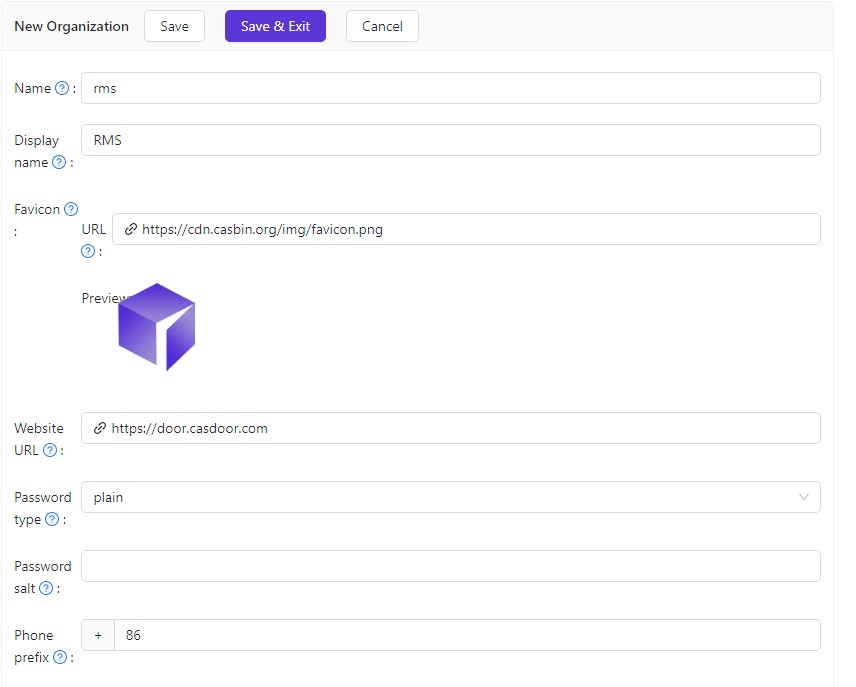 New Organization Save Save & Exit Cancel
Name ? : rms
Display
name ? : RMS
Favicon ?
:
URL
? : https://cdn.casbin.org/img/favicon.png
Preview
Website
URL ? : https://door.casdoor.com
Password
type ? : plain
Password
salt ? :
Phone
prefix ? : + 86